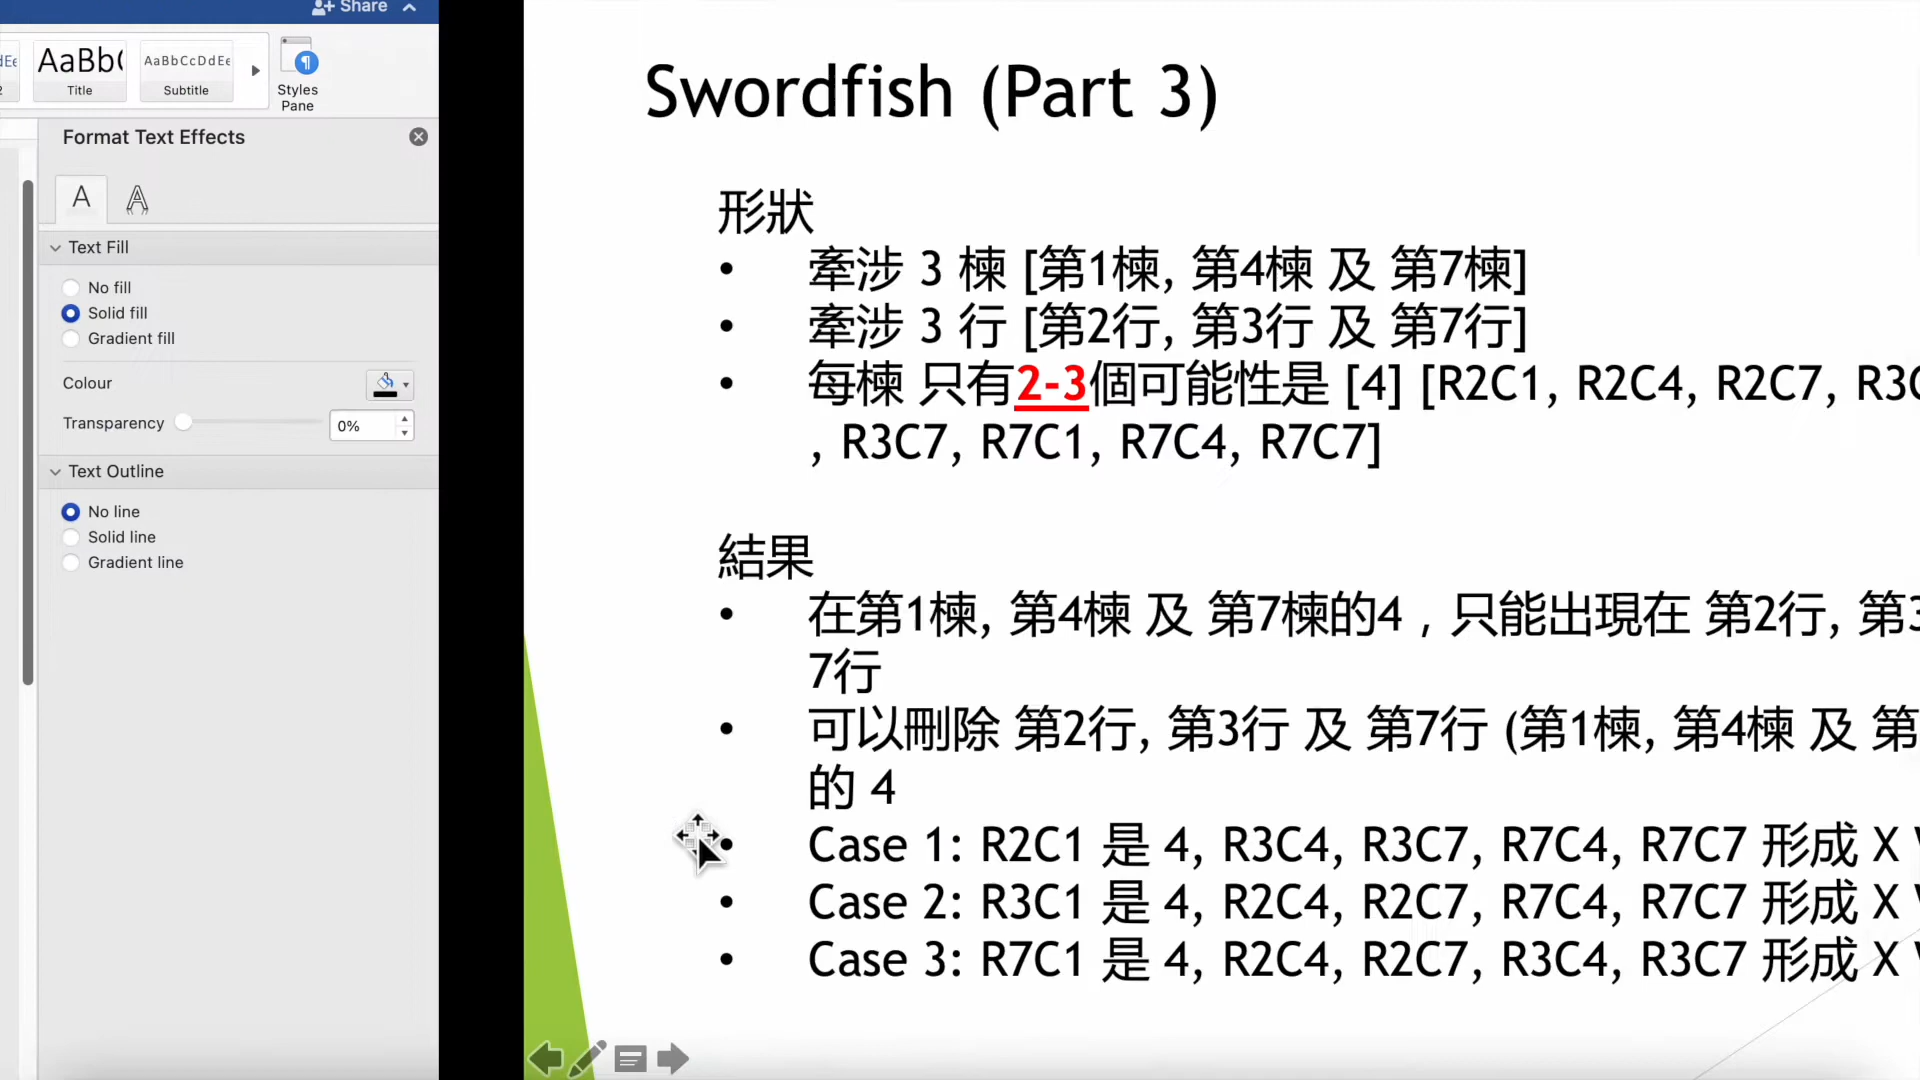 Share
AaBb(
AaBbCcDdEe
Title
Subtitle
Styles
Pane
Format Text Effects
A
A
Text Fill
No fill
Solid fill
Gradient fill
Colour
Transparency
0%
Text Outline
No line
Solid line
Gradient line
Swordfish (Part 3)
形狀
• 牽涉 3 棟 [第1棟, 第4棟 及 第7棟]
• 牽涉 3 行 [第2行, 第3行 及 第7行]
• 每棟 只有2-3個可能性是 [4] [R2C1, R2C4, R2C7, R3C
, R3C7, R7C1, R7C4, R7C7]
結果
• 在第1棟, 第4棟 及 第7棟的4，只能出現在 第2行, 第3
7行
• 可以刪除 第2行, 第3行 及 第7行 (第1棟, 第4棟 及 第
的 4
• Case 1: R2C1 是 4, R3C4, R3C7, R7C4, R7C7 形成 X
• Case 2: R3C1 是 4, R2C4, R2C7, R7C4, R7C7 形成 X
• Case 3: R7C1 是 4, R2C4, R2C7, R3C4, R3C7 形成 X